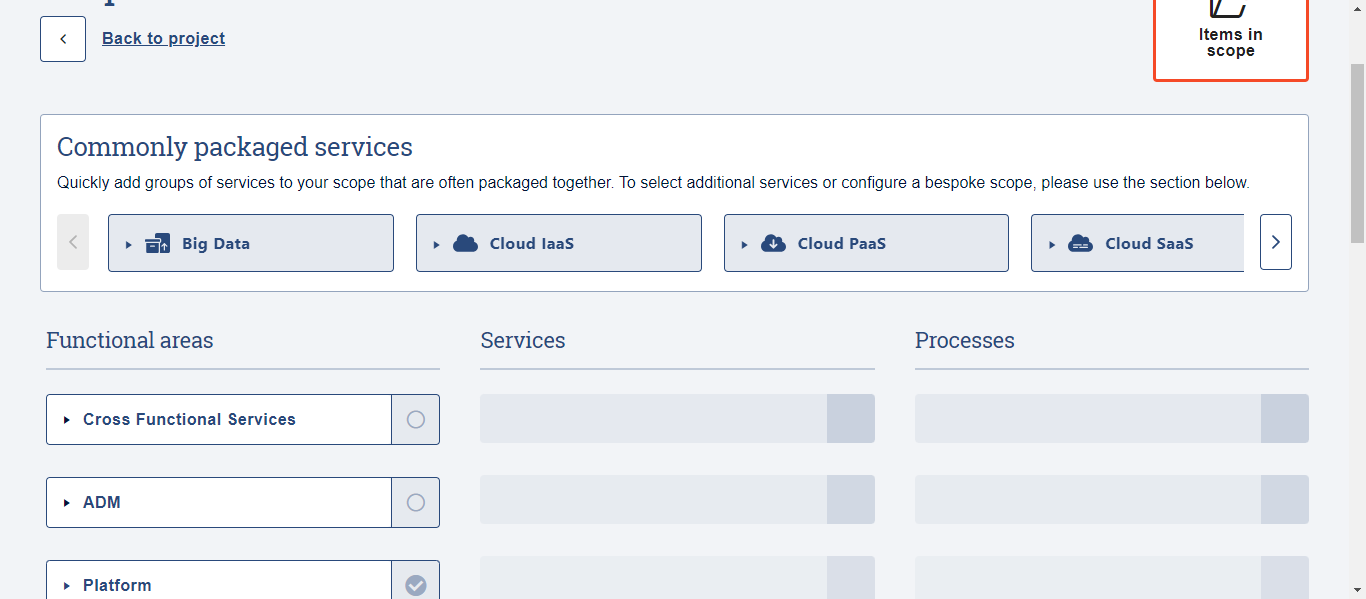 Back to project
Items in
scope
Commonly packaged services
Quickly add groups of services to your scope that are often packaged together. To select additional services or configure a bespoke scope, please use the section below.
Big Data
Cloud IaaS
Cloud PaaS
Cloud SaaS
Functional areas
Services
Processes
Cross Functional Services
ADM
Platform